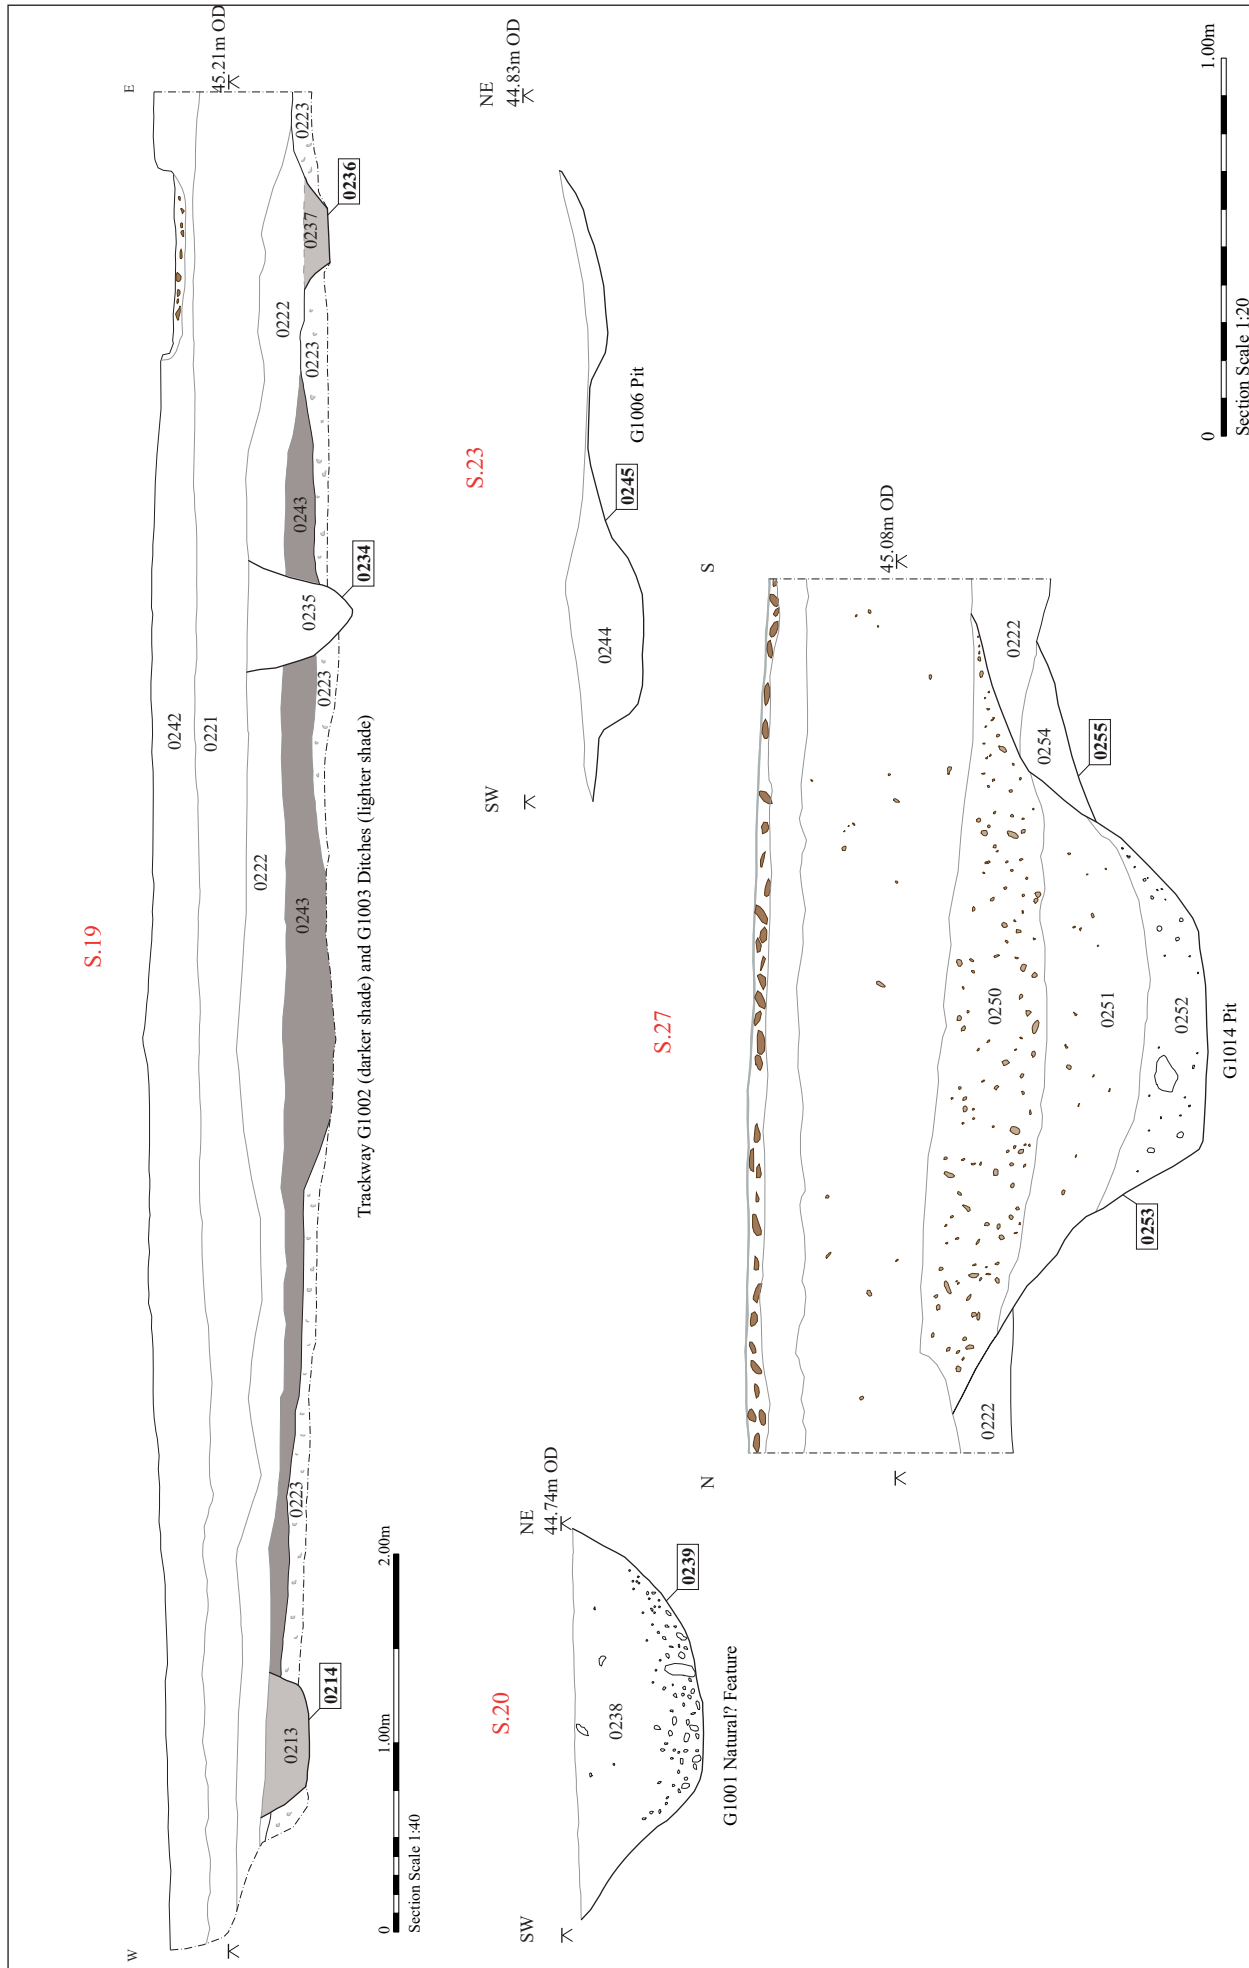 S.19
W
E
45.21m OD
0242
0221
0222
0222
0243
0243
0235
0234
0223
0223
0223
0223
0237
0236
0213
0214
Trackway G1002 (darker shade) and G1003 Ditches (lighter shade)
0
1.00m
2.00m
Section Scale 1:40
S.20
SW
NE
44.74m OD
0238
0239
G1001 Natural? Feature
S.23
SW
NE
44.83m OD
0244
0245
G1006 Pit
S.27
N
S
45.08m OD
0222
0222
0250
0254
0255
0251
0252
0253
G1014 Pit
0
1.00m
Section Scale 1:20